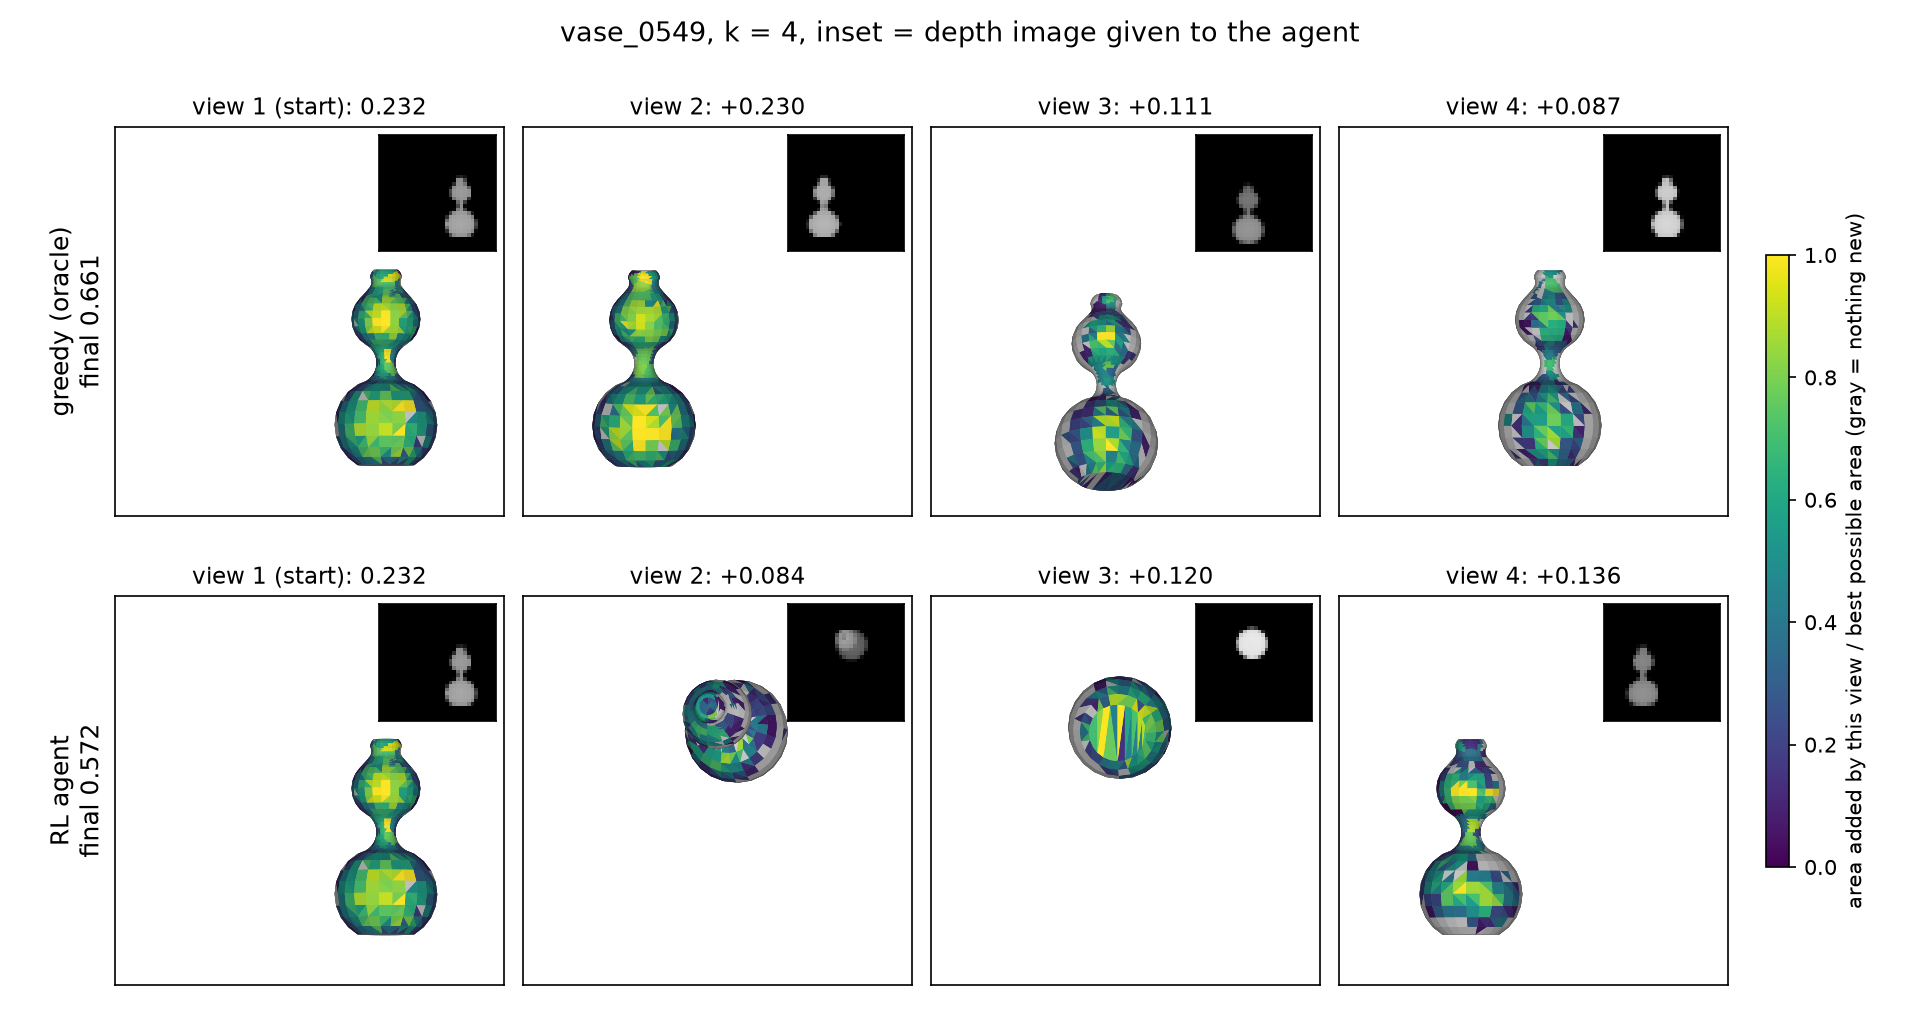 vase_0549, k = 4, inset = depth image given to the agent
view 1 (start): 0.232
view 2: +0.230
view 3: +0.111
view 4: +0.087
greedy (oracle)
final 0.661
view 1 (start): 0.232
view 2: +0.084
view 3: +0.120
view 4: +0.136
RL agent
final 0.572
1.0
0.8
0.6
0.4
0.2
0.0
area added by this view / best possible area (gray = nothing new)